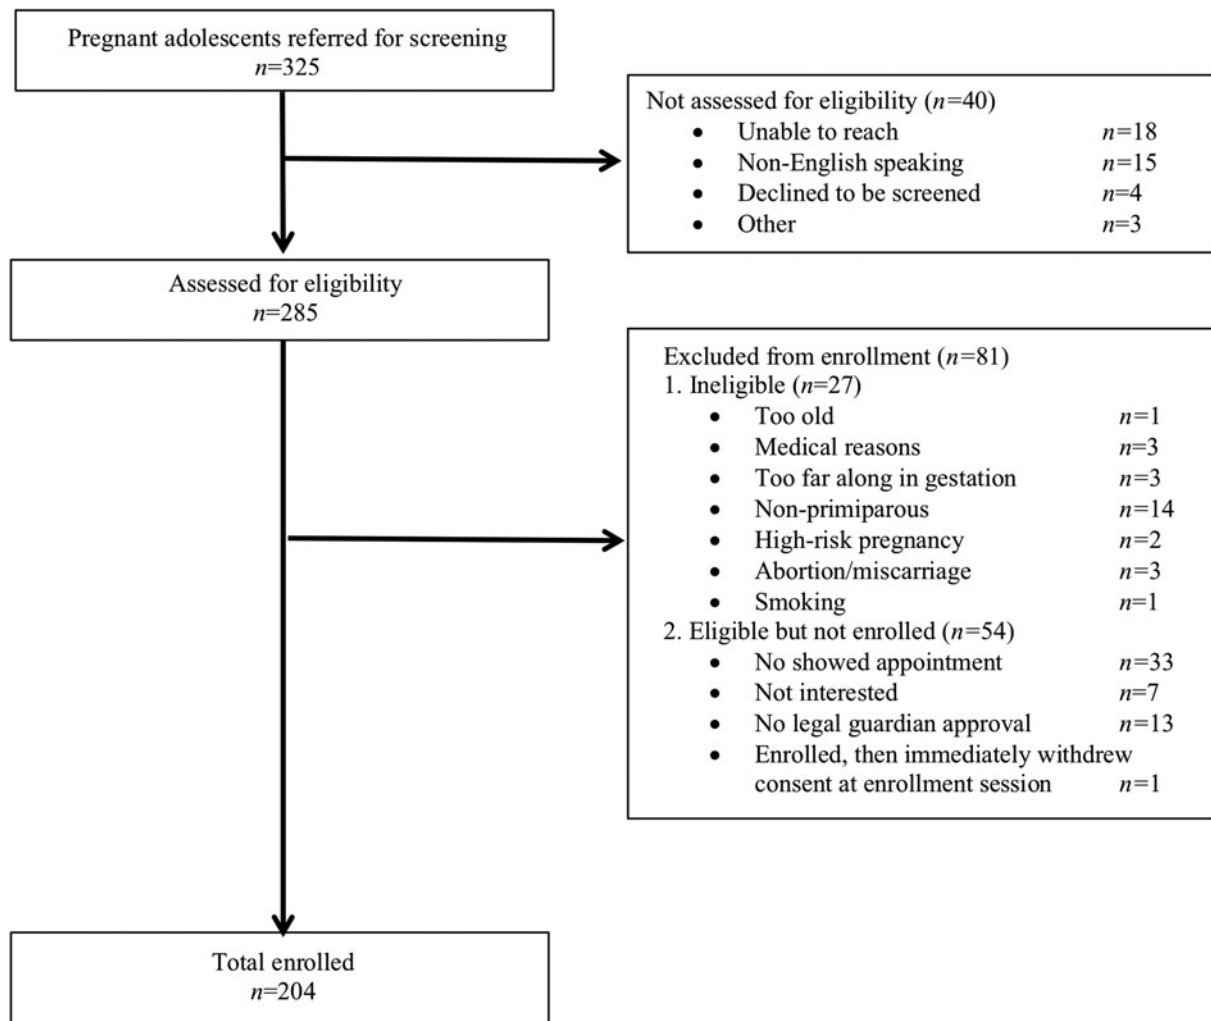 Pregnant adolescents referred for screening
n=325
Not assessed for eligibility (n=40)
• Unable to reach n=18
• Non-English speaking n=15
• Declined to be screened n=4
• Other n=3
Assessed for eligibility
n=285
Excluded from enrollment (n=81)
1. Ineligible (n=27)
• Too old n=1
• Medical reasons n=3
• Too far along in gestation n=3
• Non-primiparous n=14
• High-risk pregnancy n=2
• Abortion/miscarriage n=3
• Smoking n=1
2. Eligible but not enrolled (n=54)
• No showed appointment n=33
• Not interested n=7
• No legal guardian approval n=13
• Enrolled, then immediately withdrew
consent at enrollment session n=1
Total enrolled
n=204